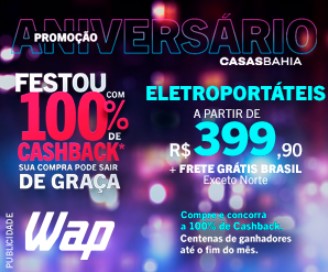 ANIVERSÁRIO
PROMOÇÃO
CASASBAHIA
FESTOU
COM
100%
DE
CASHBACK*
SUA COMPRA PODE SAIR
DE GRAÇA
ELETROPORTÁTEIS
A PARTIR DE
R$ 399,90
+ FRETE GRÁTIS BRASIL
Exceto Norte
Wap
Compre e concorra
a 100% de Cashback
Centenas de ganhadores
até o fim do mês.
PUBLICIDADE